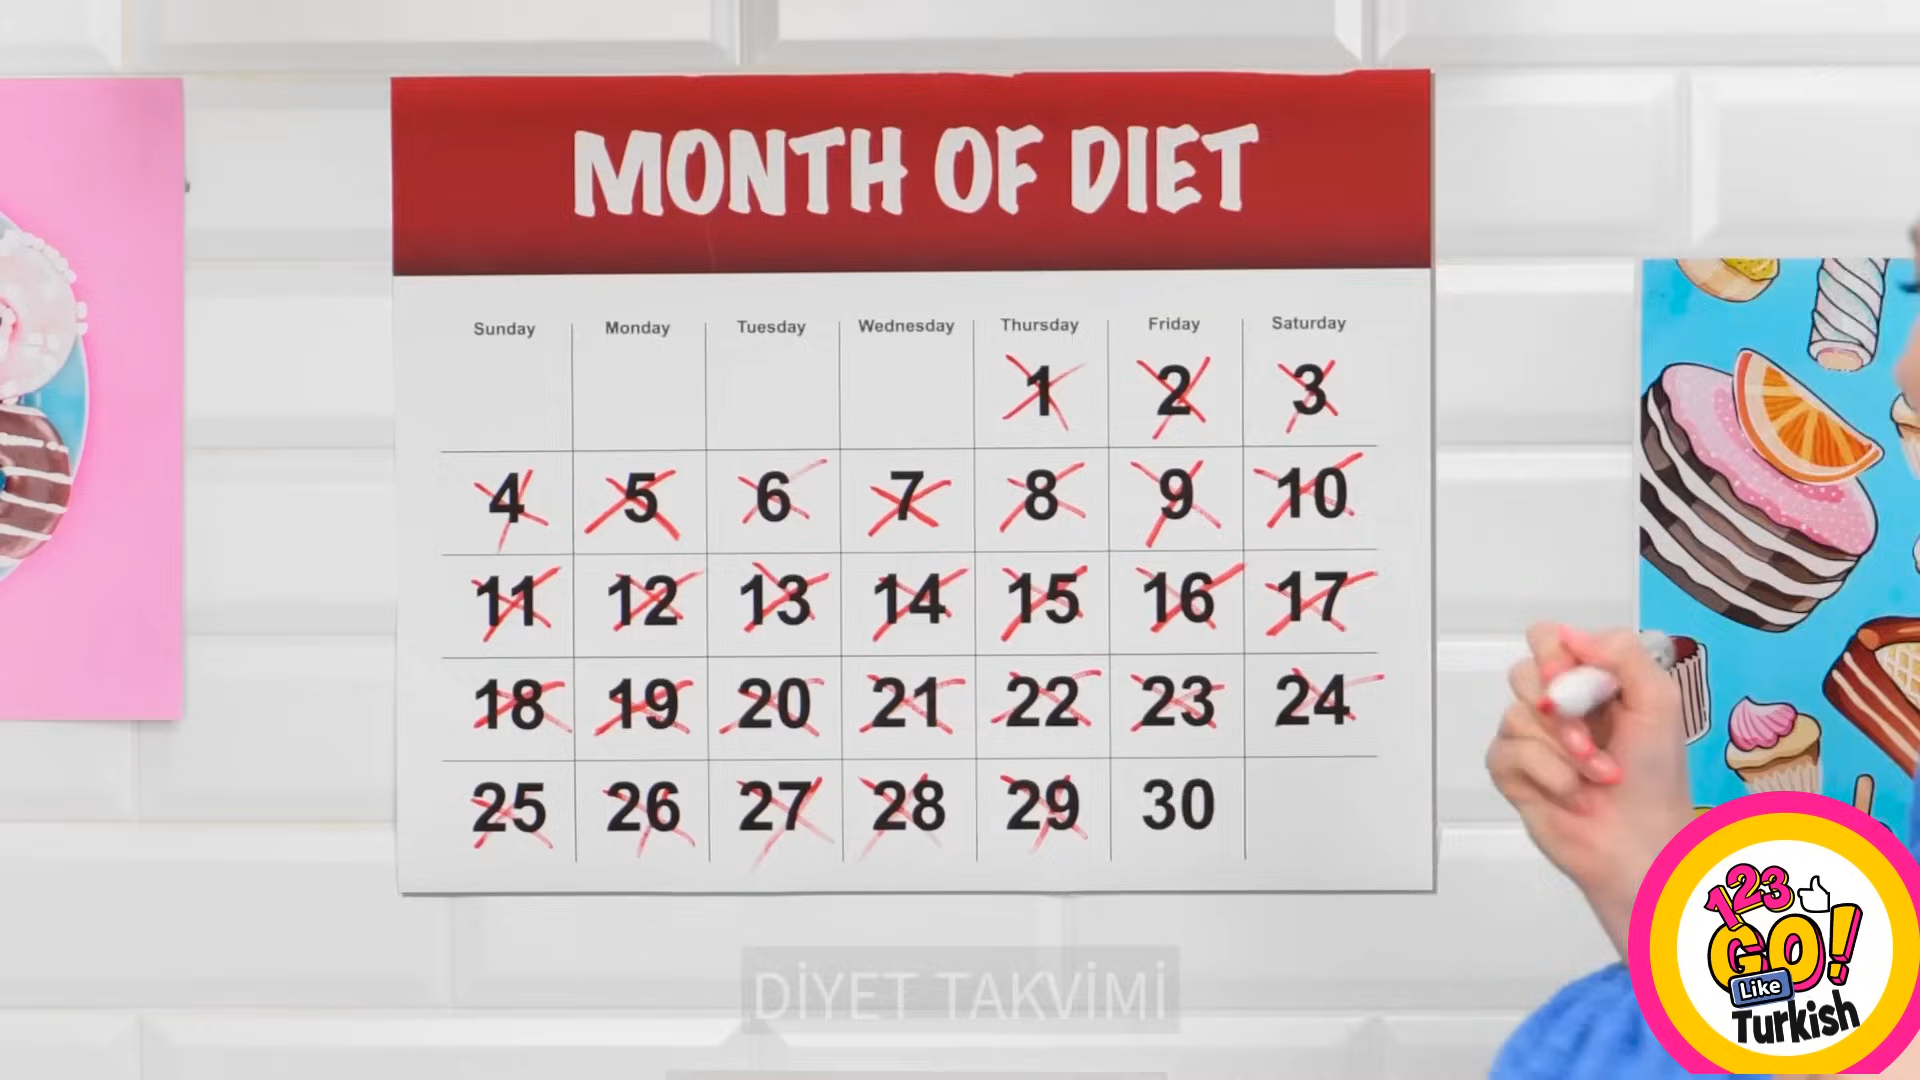 MONTH OF DIET
Sunday Monday Tuesday Wednesday Thursday Friday Saturday
1 2 3
4 5 6 7 8 9 10
11 12 13 14 15 16 17
18 19 20 21 22 23 24
25 26 27 28 29 30
DİYET TAKVİMİ
123
GO!
Like
Turkish